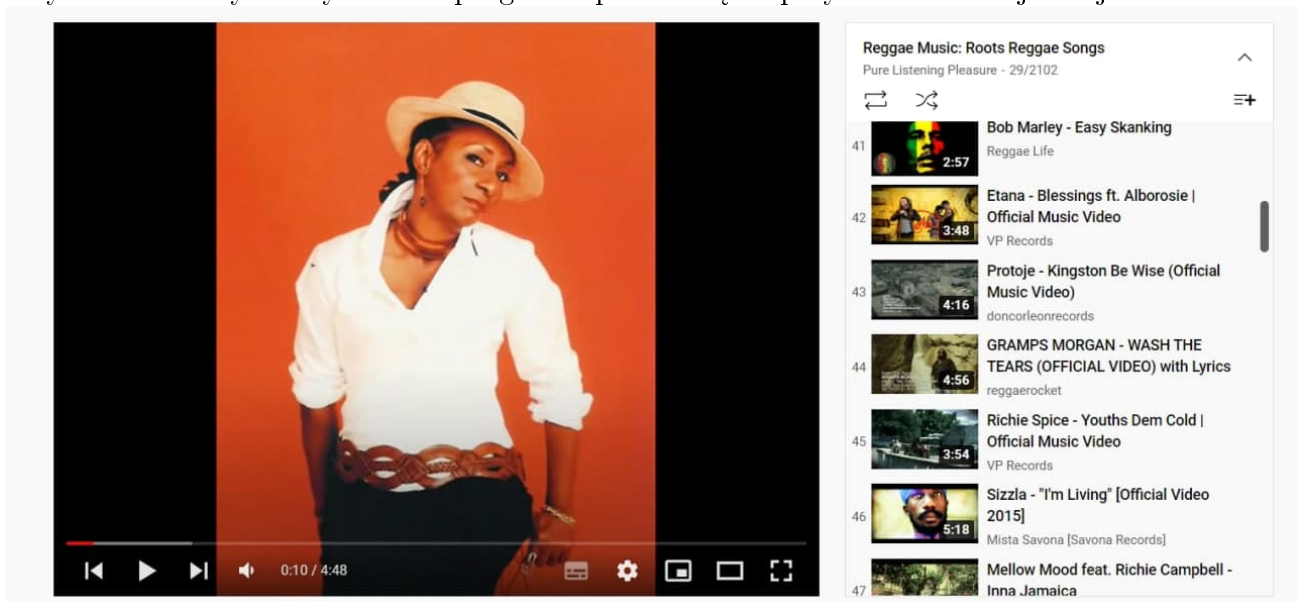 0:10 / 4:48
Reggae Music: Roots Reggae Songs
Pure Listening Pleasure - 29/2102
41
2:57
Bob Marley - Easy Skanking
Reggae Life
42
3:48
Etana - Blessings ft. Alborosie |
Official Music Video
VP Records
43
4:16
Protoje - Kingston Be Wise (Official
Music Video)
doncorleonrecords
44
4:56
GRAMPS MORGAN - WASH THE
TEARS (OFFICIAL VIDEO) with Lyrics
reggaerocket
45
3:54
Richie Spice - Youths Dem Cold |
Official Music Video
VP Records
46
5:18
Sizzla - "I'm Living" [Official Video
2015]
Mista Savona [Savona Records]
47
Mellow Mood feat. Richie Campbell -
Inna Jamaica